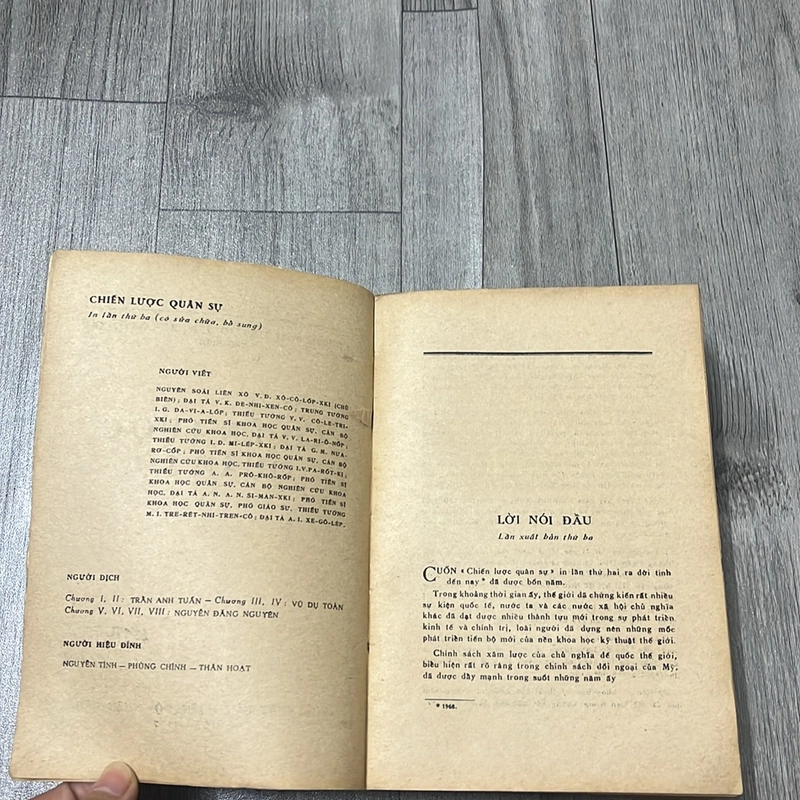 CHIẾN LƯỢC QUÂN SỰ
In lần thứ ba (có sửa chữa, bổ sung)
NGƯỜI VIẾT
NGUYÊN SOÁI LIÊN XÔ V.Đ. XÔ-CÔ-LỐP-XKI (CHỦ
BIÊN); ĐẠI TÁ V.K. ĐE-NHI-XEN-CÔ; TRUNG TƯỚNG
I.G. DA-VI-A-LỐP; THIẾU TƯỚNG V.V. CÔ-LE-TRI-
XKI; PHÓ TIẾN SĨ KHOA HỌC QUÂN SỰ, CÁN BỘ
NGHIÊN CỨU KHOA HỌC, ĐẠI TÁ V.V. LA-RI-Ô-NỐP;
THIẾU TƯỚNG I.D. MI-LÉP-XKI; ĐẠI TÁ G.M. NUA-
RƠ-CỐP; PHÓ TIẾN SĨ KHOA HỌC QUÂN SỰ, CÁN BỘ
NGHIÊN CỨU KHOA HỌC, THIẾU TƯỚNG I.V.PA-RỐT-KI;
THIẾU TƯỚNG A. A. PRÔ-KHÔ-RỐP; PHÓ TIẾN SĨ
KHOA HỌC QUÂN SỰ, CÁN BỘ NGHIÊN CỨU KHOA
HỌC, ĐẠI TÁ A. N. A. N. SI-MAN-XKI; PHÓ TIẾN SĨ
KHOA HỌC QUÂN SỰ, PHÓ GIÁO SƯ, THIẾU TƯỚNG
M. I. TRE-RÉT-NHI-TREN-CÔ; ĐẠI TÁ A. I. XE-GÔ-LÉP.
NGƯỜI DỊCH
Chương I, II: TRẦN ANH TUẤN — Chương III, IV: VŨ DỤ TOÀN
Chương V, VI, VII, VIII: NGUYỄN ĐĂNG NGUYÊN
NGƯỜI HIỆU ĐÍNH
NGUYỄN TÌNH — PHÙNG CHÍNH — THÂN HOẠT
LỜI NÓI ĐẦU
Lần xuất bản thứ ba
CUỐN «Chiến lược quân sự» in lần thứ hai ra đời tính
đến nay* đã được bốn năm.
Trong khoảng thời gian ấy, thế giới đã chứng kiến rất nhiều
sự kiện quốc tế, nước ta và các nước xã hội chủ nghĩa
khác đã đạt được nhiều thành tựu mới trong sự phát triển
kinh tế và chính trị, loài người đã dựng nên những mốc
phát triển tiến bộ mới của nền khoa học kỹ thuật thế giới.
Chính sách xâm lược của chủ nghĩa đế quốc thế giới,
biểu hiện rất rõ ràng trong chính sách đối ngoại của Mỹ,
đã được đẩy mạnh trong suốt những năm ấy
* 1968.